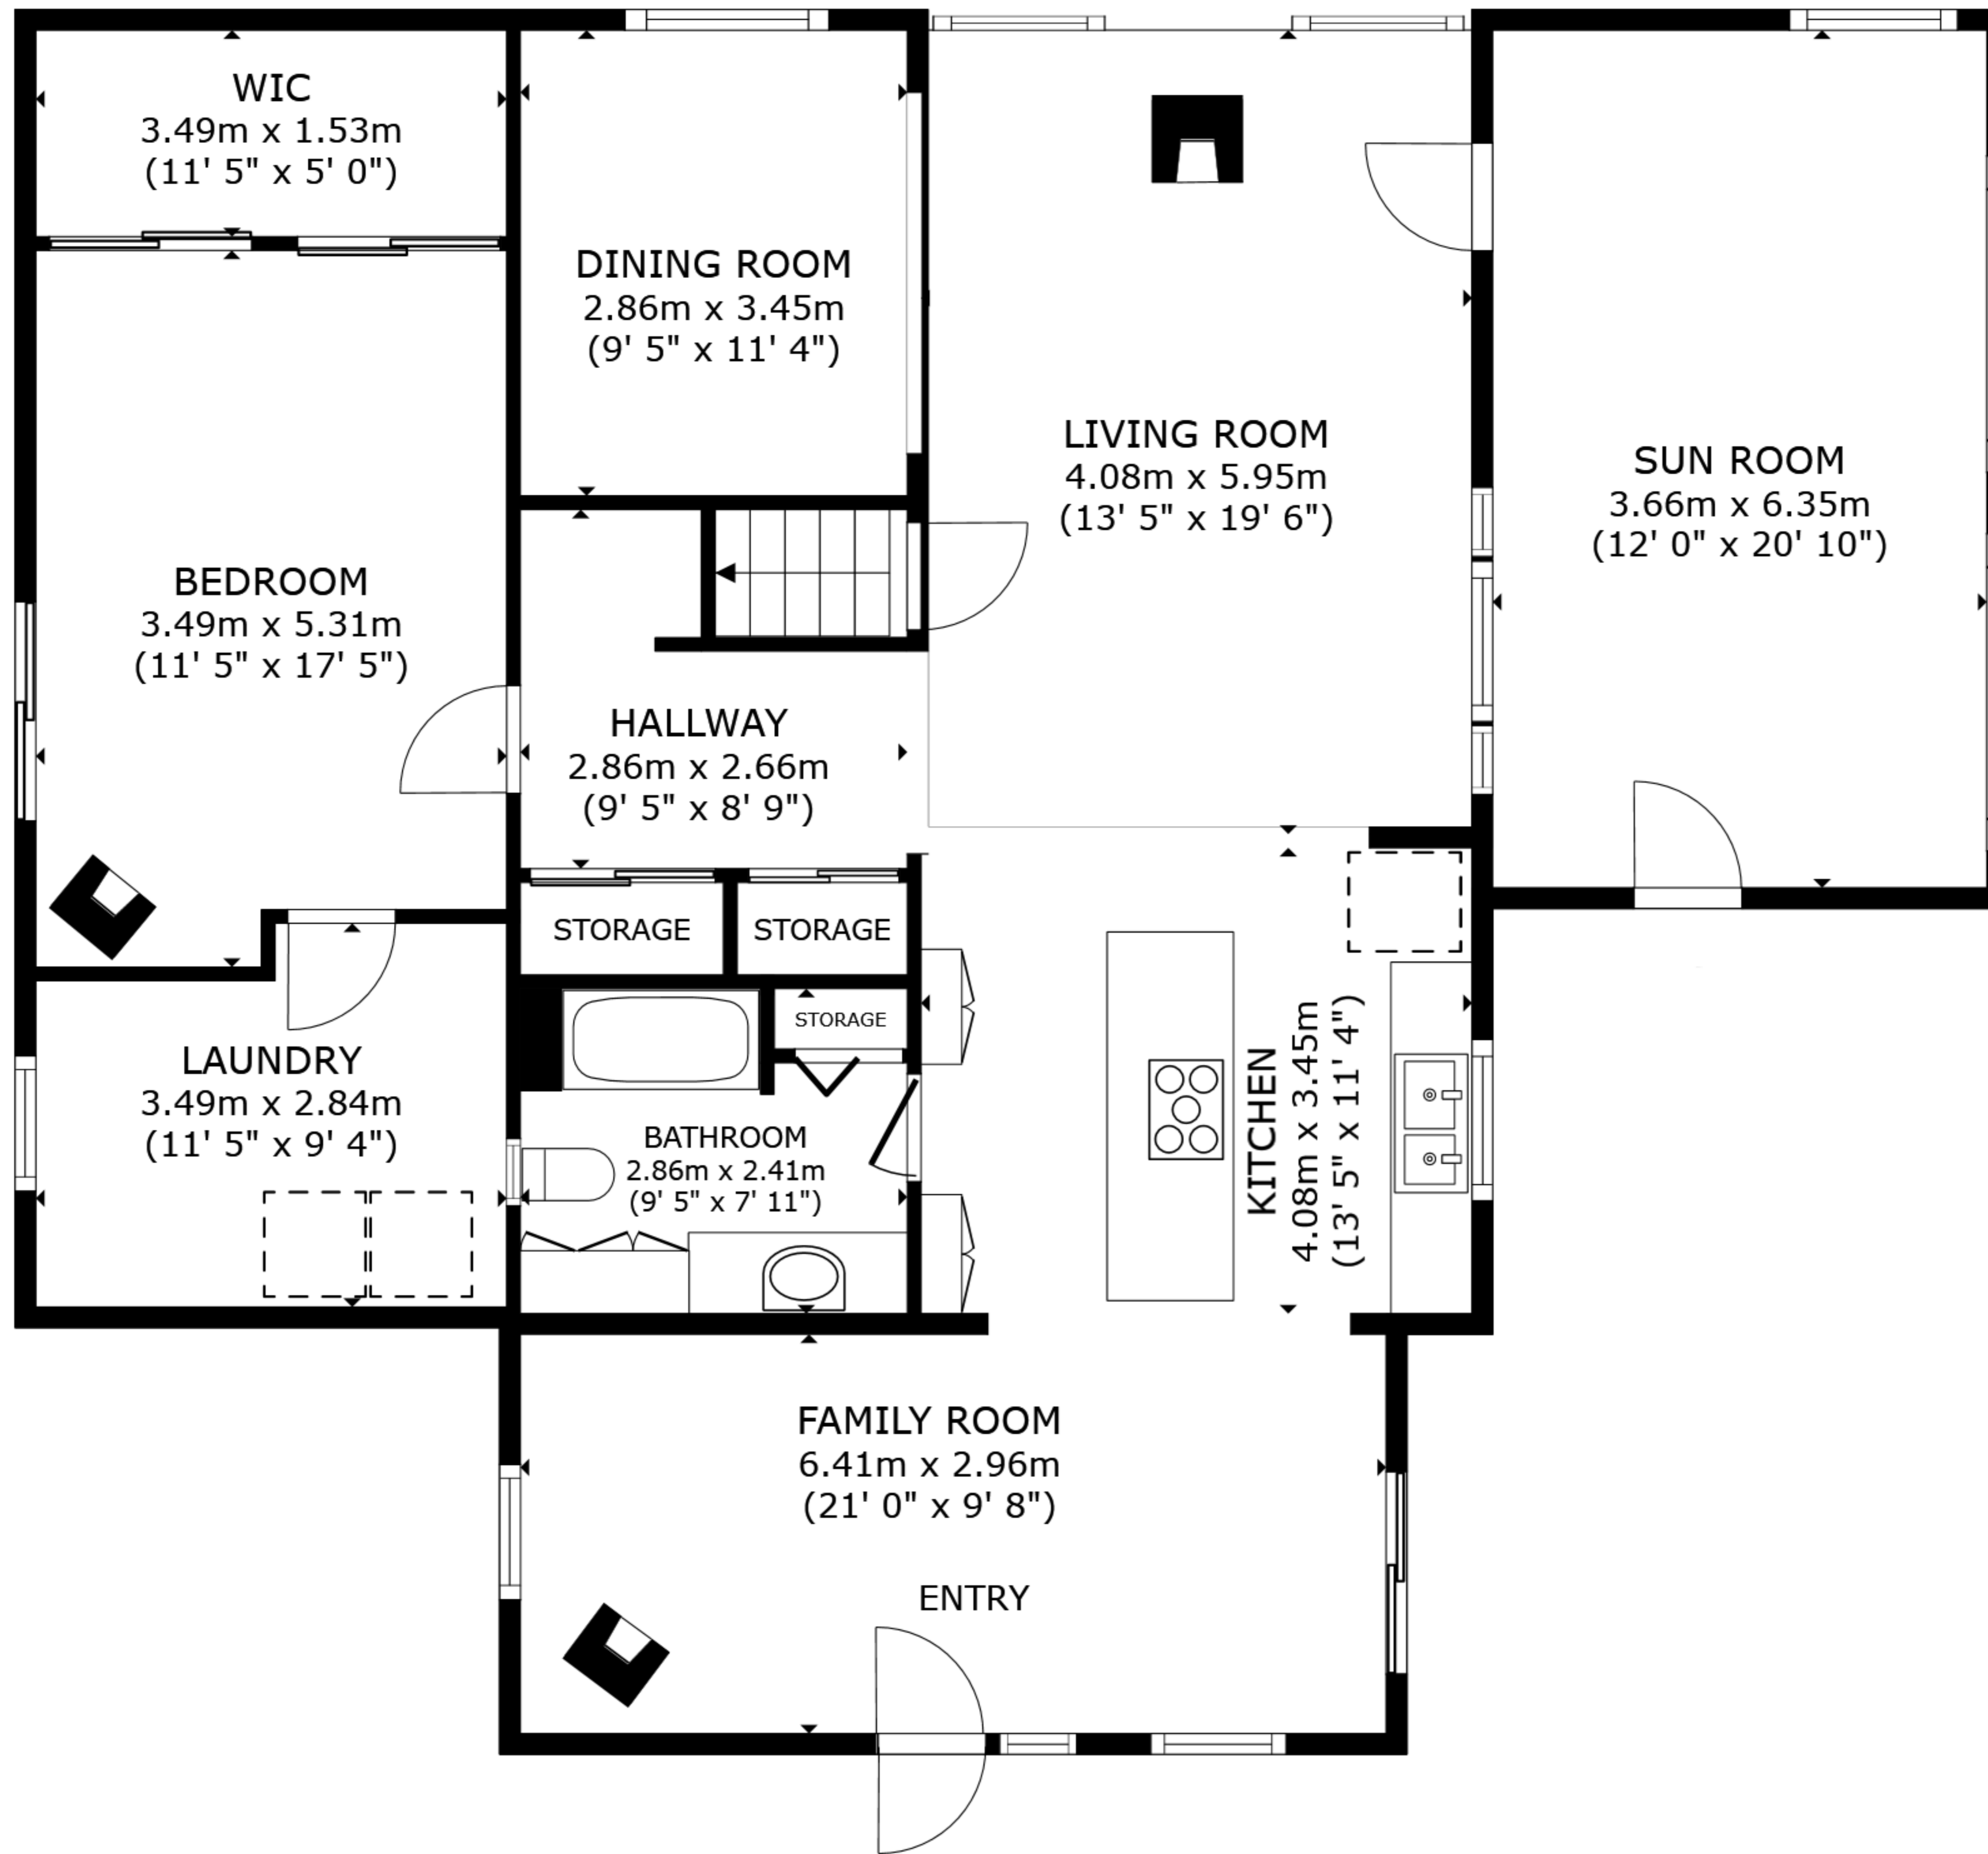 WIC
3.49m x 1.53m
(11' 5" x 5' 0")
DINING ROOM
2.86m x 3.45m
(9' 5" x 11' 4")
LIVING ROOM
4.08m x 5.95m
(13' 5" x 19' 6")
SUN ROOM
3.66m x 6.35m
(12' 0" x 20' 10")
BEDROOM
3.49m x 5.31m
(11' 5" x 17' 5")
HALLWAY
2.86m x 2.66m
(9' 5" x 8' 9")
STORAGE
STORAGE
STORAGE
LAUNDRY
3.49m x 2.84m
(11' 5" x 9' 4")
BATHROOM
2.86m x 2.41m
(9' 5" x 7' 11")
KITCHEN
4.08m x 3.45m
(13' 5" x 11' 4")
FAMILY ROOM
6.41m x 2.96m
(21' 0" x 9' 8")
ENTRY